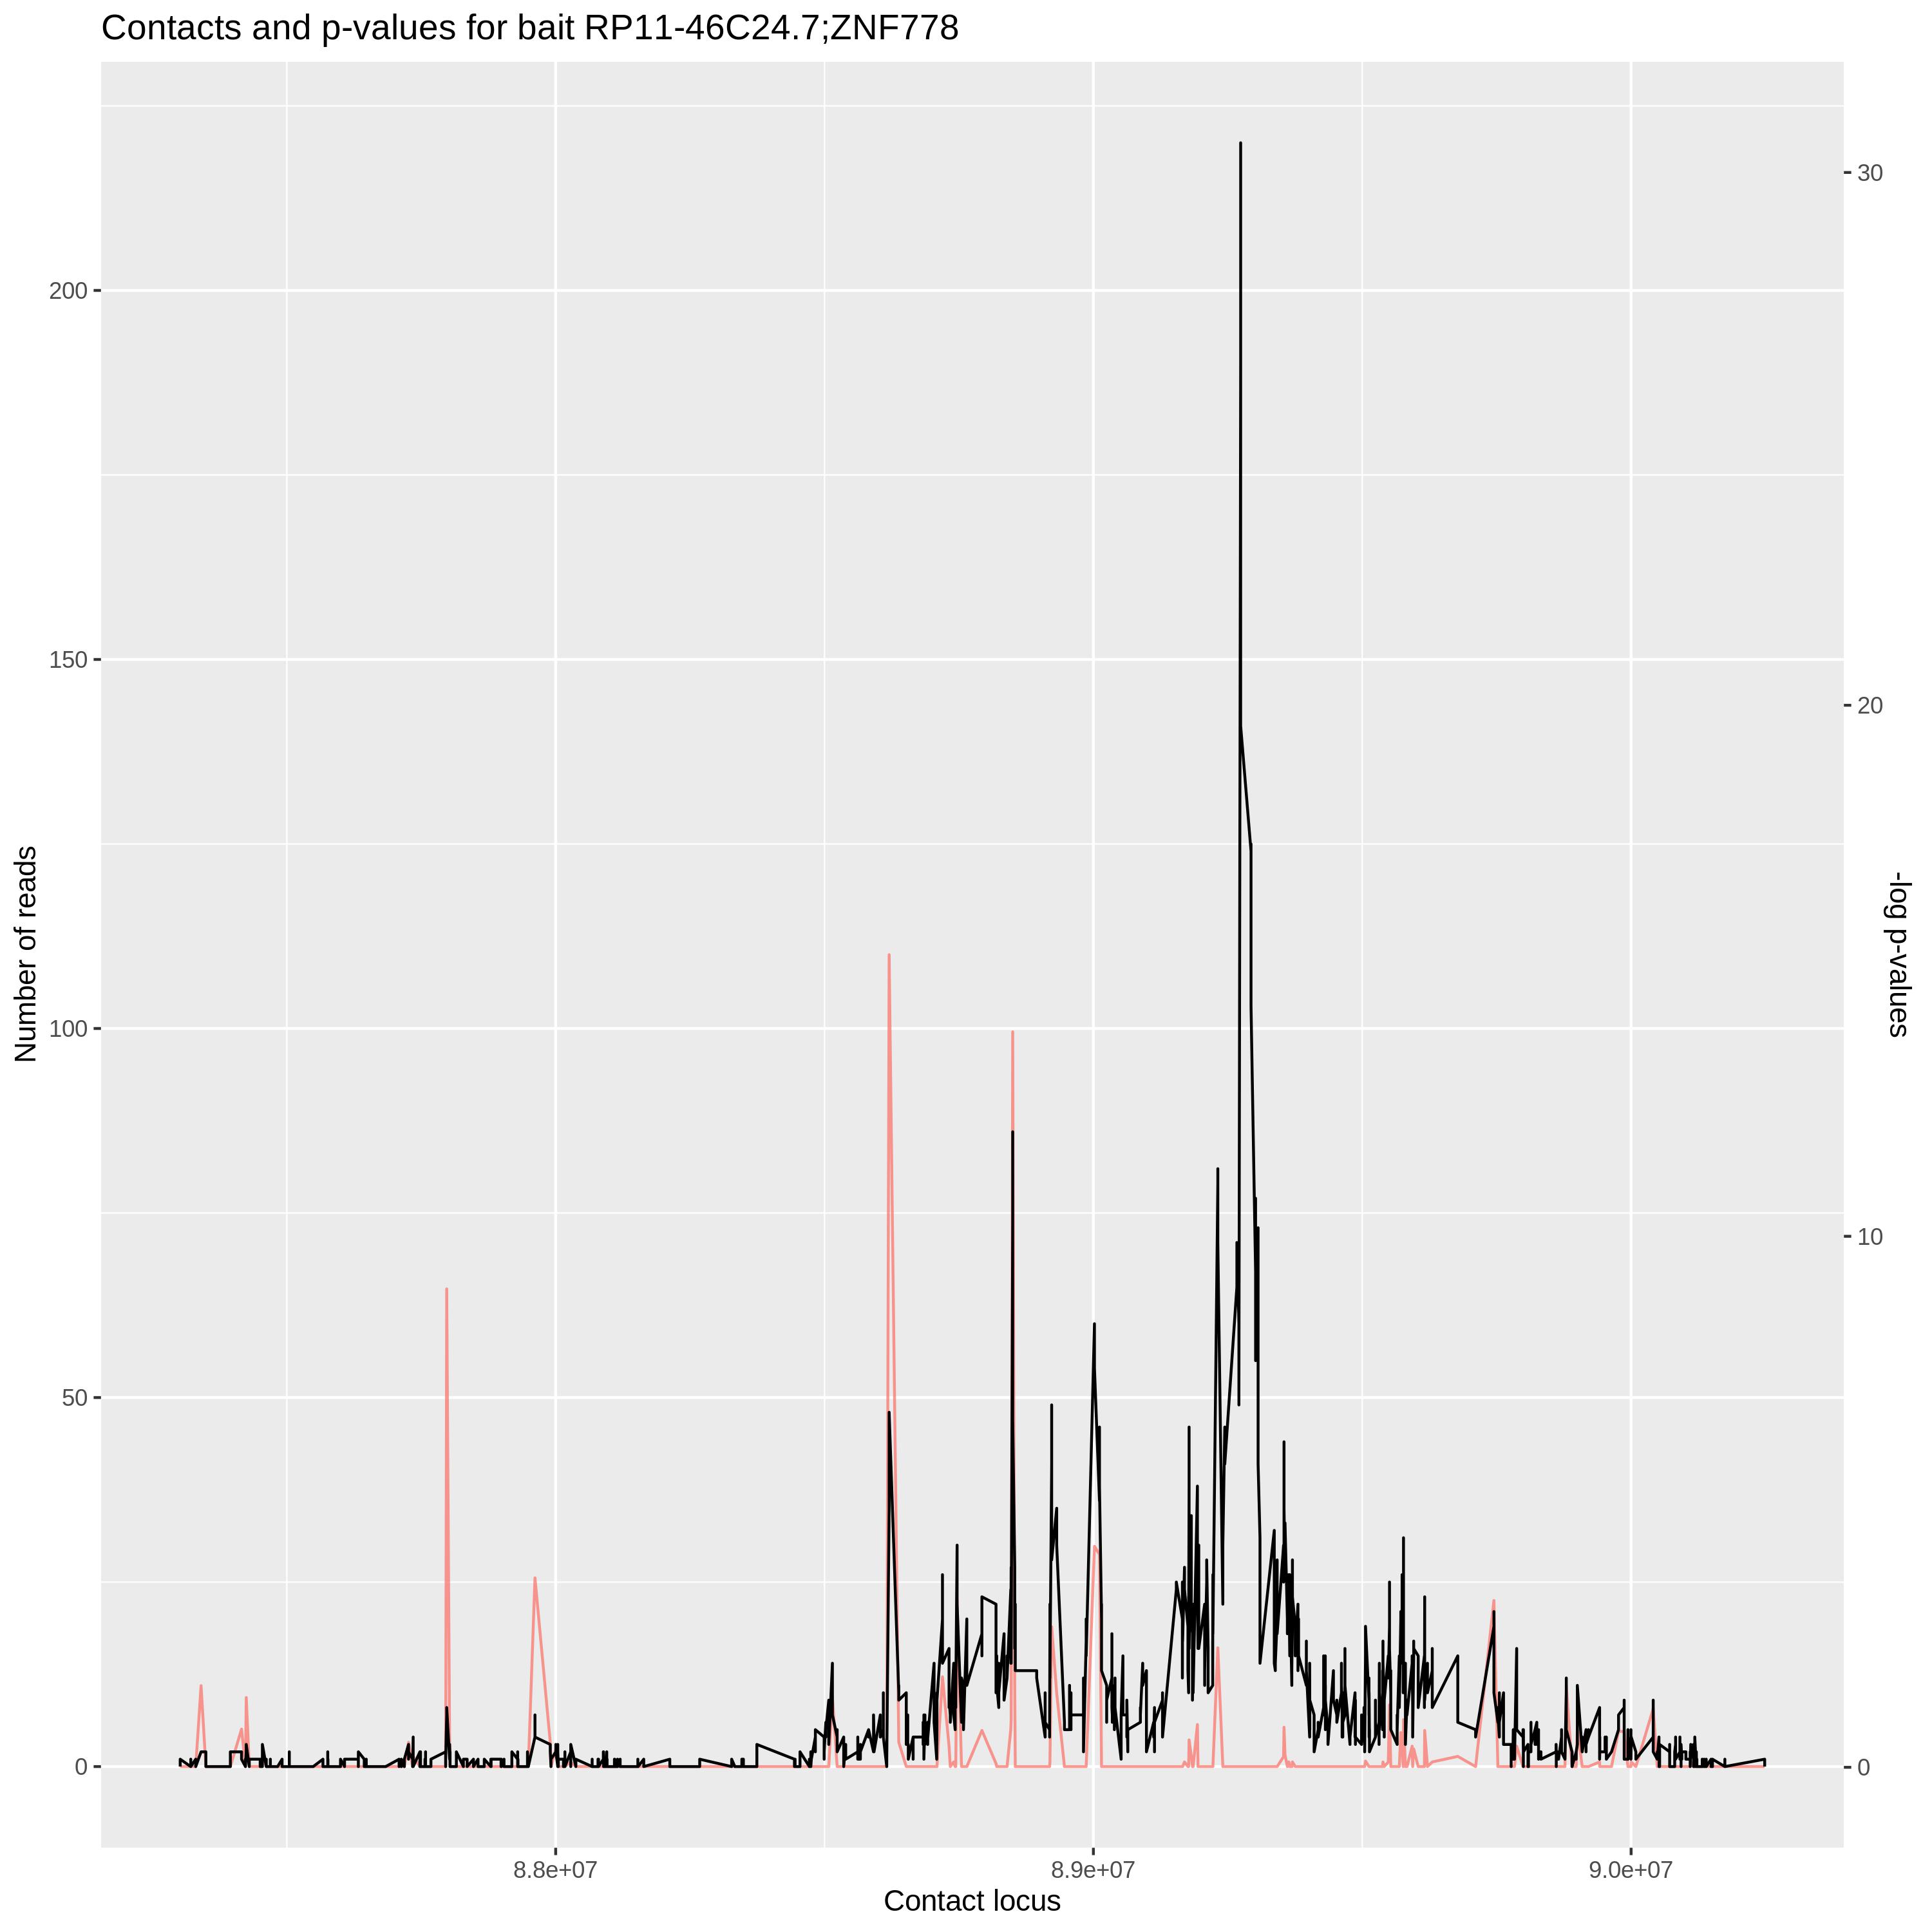 Contacts and p-values for bait RP11-46C24.7;ZNF778
200
150
100
50
0
30
20
10
0
Number of reads
-log p-values
8.8e+07 8.9e+07 9.0e+07
Contact locus